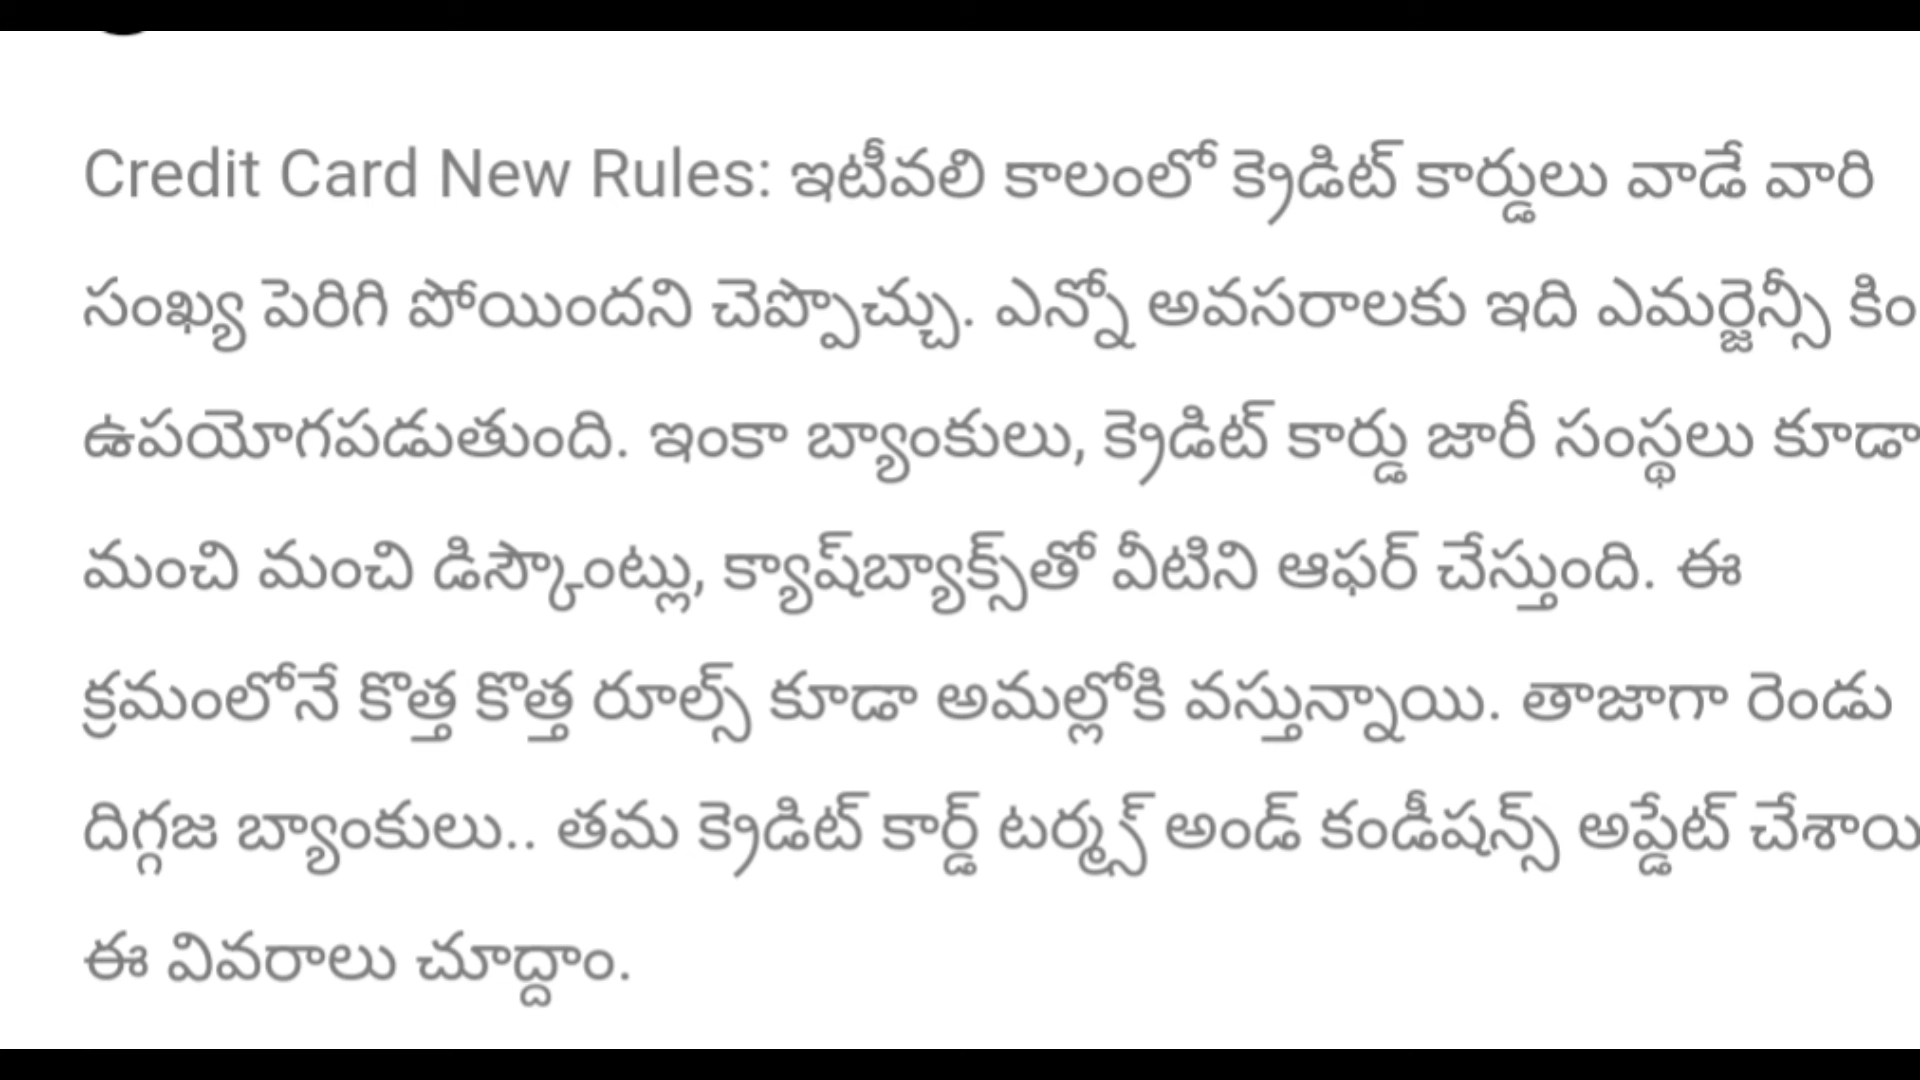 Credit Card New Rules: ఇటీవలి కాలంలో క్రెడిట్ కార్డులు వాడే వారి
సంఖ్య పెరిగి పోయిందని చెప్పొచ్చు. ఎన్నో అవసరాలకు ఇది ఎమర్జెన్సీ కిం
ఉపయోగపడుతుంది. ఇంకా బ్యాంకులు, క్రెడిట్ కార్డు జారీ సంస్థలు కూడా
మంచి మంచి డిస్కౌంట్లు, క్యాష్‌బ్యాక్స్‌తో వీటిని ఆఫర్ చేస్తుంది. ఈ
క్రమంలోనే కొత్త కొత్త రూల్స్ కూడా అమల్లోకి వస్తున్నాయి. తాజాగా రెండు
దిగ్గజ బ్యాంకులు.. తమ క్రెడిట్ కార్డ్ టర్మ్స్ అండ్ కండీషన్స్ అప్డేట్ చేశాయి
ఈ వివరాలు చూద్దాం.